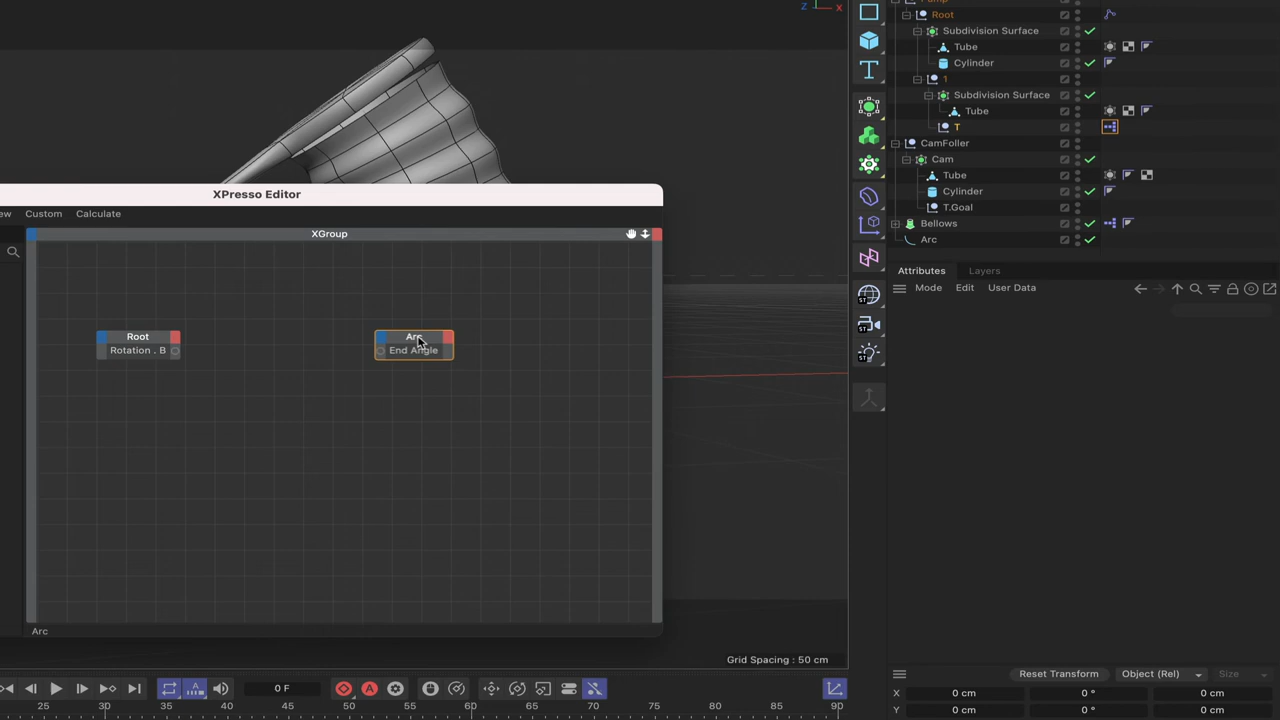 Z
X
Root
Subdivision Surface
Tube
Cylinder
1
Subdivision Surface
Tube
T
CamFoller
Cam
Tube
Cylinder
T.Goal
Bellows
Arc
XPresso Editor
Custom Calculate
XGroup
Root
Rotation . B
Arc
End Angle
Arc
Attributes Layers
Mode Edit User Data
Grid Spacing : 50 cm
0 F
Reset Transform Object (Rel) Size
X 0 cm 0 ° 0 cm
Y 0 cm 0 ° 0 cm
25 30 35 40 45 50 55 60 65 70 75 80 85 90